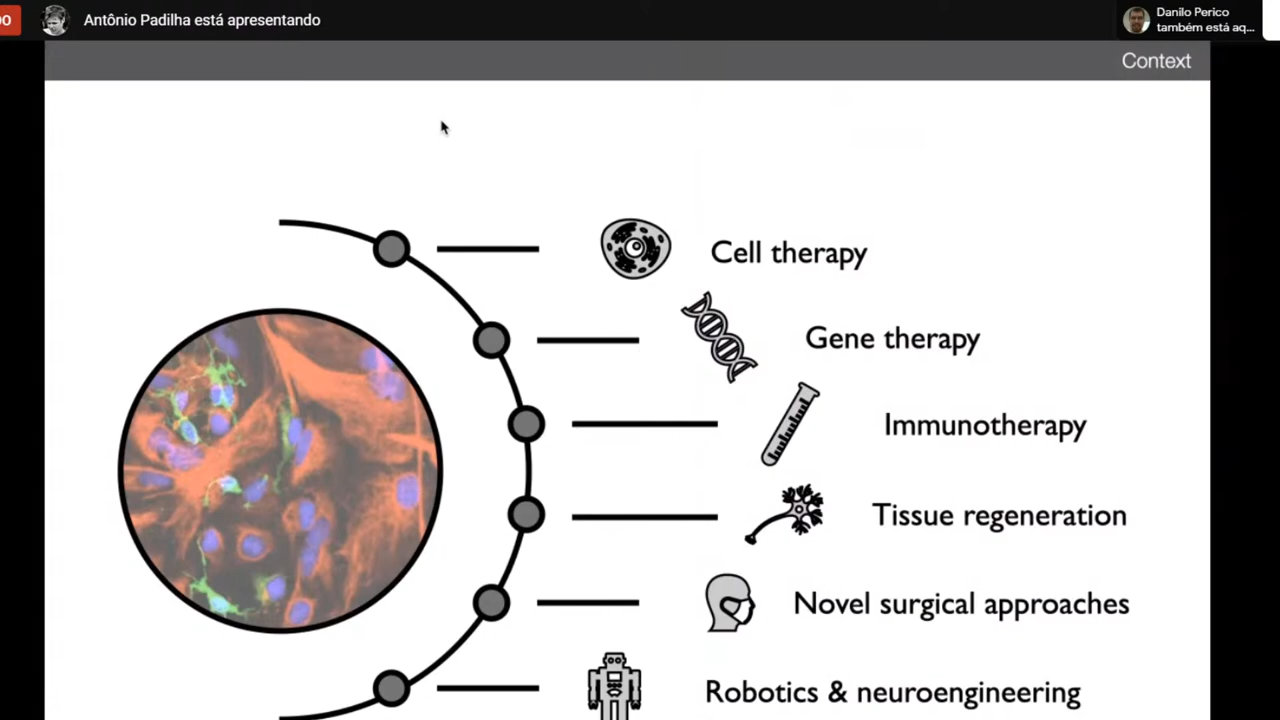 DO
Antônio Padilha está apresentando
Danilo Perico
também está aq...
Context
Cell therapy
Gene therapy
Immunotherapy
Tissue regeneration
Novel surgical approaches
Robotics & neuroengineering